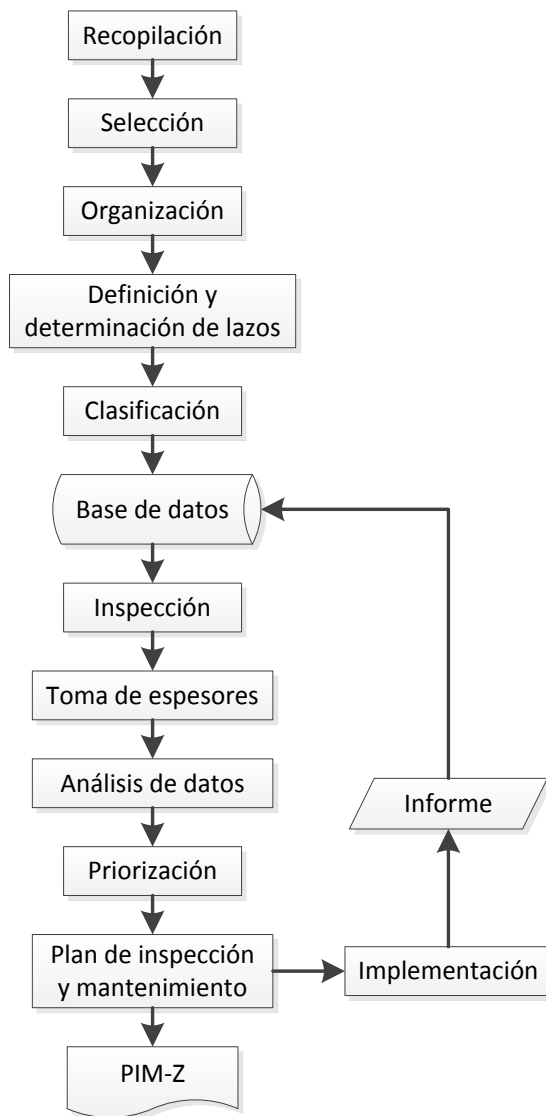 Recopilación
Selección
Organización
Definición y
determinación de lazos
Clasificación
Base de datos
Inspección
Toma de espesores
Análisis de datos
Informe
Priorización
Plan de inspección
y mantenimiento
Implementación
PIM-Z